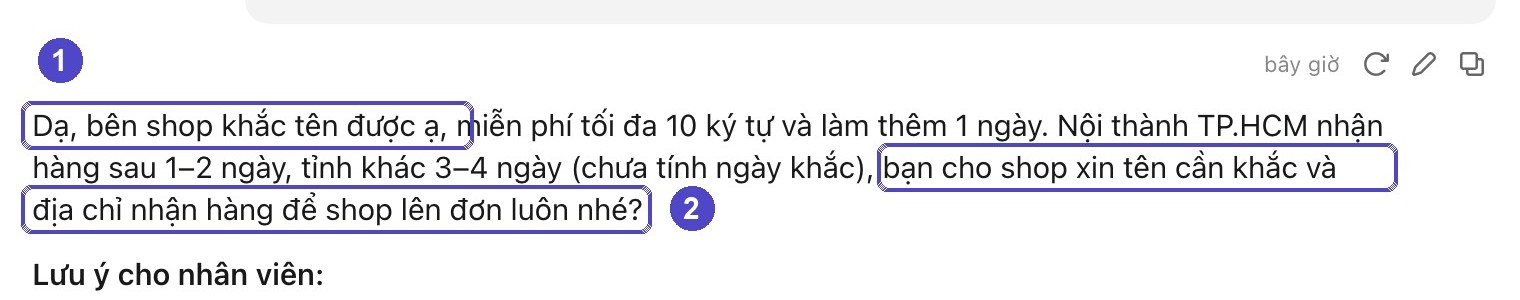 1
bây giờ
Dạ, bên shop khắc tên được ạ, miễn phí tối đa 10 ký tự và làm thêm 1 ngày. Nội thành TP.HCM nhận
hàng sau 1–2 ngày, tỉnh khác 3–4 ngày (chưa tính ngày khắc), bạn cho shop xin tên cần khắc và
địa chỉ nhận hàng để shop lên đơn luôn nhé?
2
Lưu ý cho nhân viên: